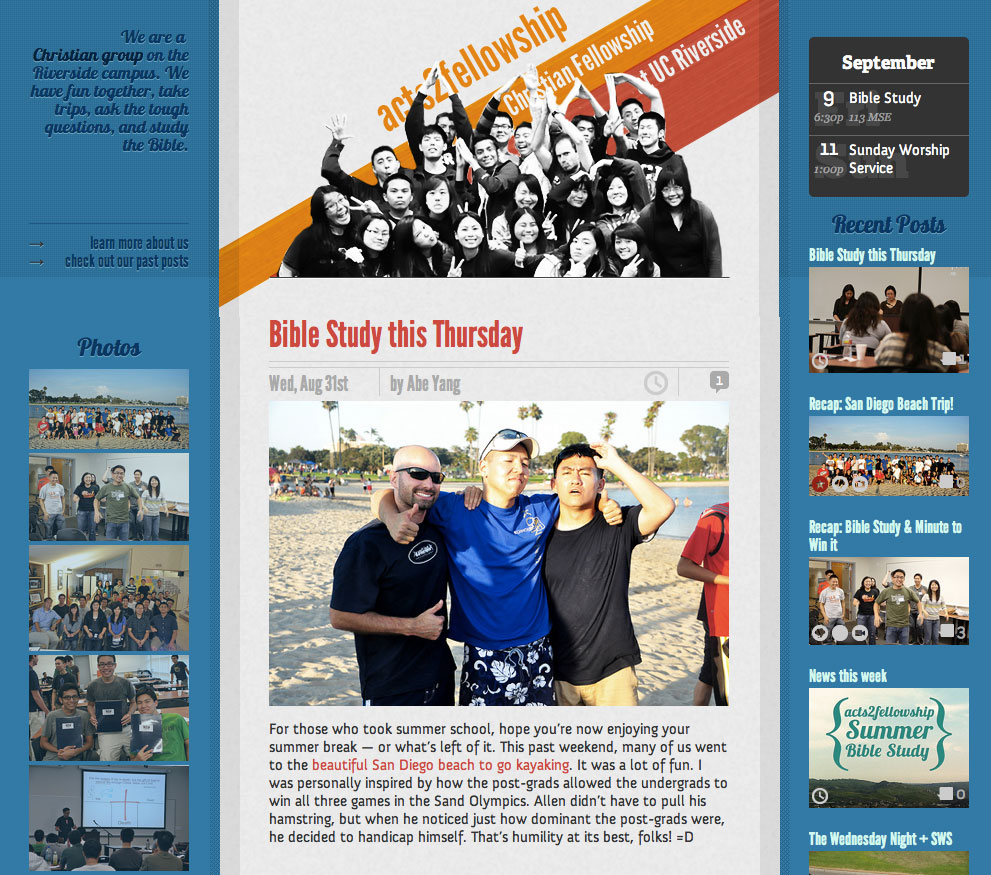 We are a
Christian group on the
Riverside campus. We
have fun together, take
trips, ask the tough
questions, and study
the Bible.
→ learn more about us
→ check out our past posts
Photos
acts2fellowship
Christian Fellowship
at UC Riverside
Bible Study this Thursday
Wed, Aug 31st
by Abe Yang
1
For those who took summer school, hope you're now enjoying your
summer break — or what's left of it. This past weekend, many of us went
to the beautiful San Diego beach to go kayaking. It was a lot of fun. I
was personally inspired by how the post-grads allowed the undergrads to
win all three games in the Sand Olympics. Allen didn't have to pull his
hamstring, but when he noticed just how dominant the post-grads were,
he decided to handicap himself. That's humility at its best, folks! =D
September
9 Bible Study
6:30p 113 MSE
11 Sunday Worship
1:00p Service
Recent Posts
Bible Study this Thursday
1
Recap: San Diego Beach Trip!
Recap: Bible Study & Minute to
Win it
3
News this week
acts2fellowship
Summer
Bible Study
0
The Wednesday Night + SWS